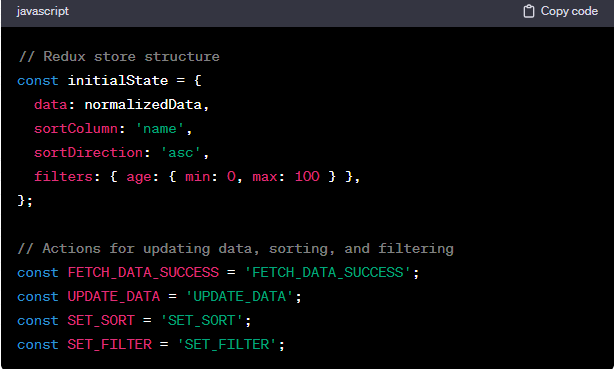 javascript
Copy code
// Redux store structure
const initialState = {
  data: normalizedData,
  sortColumn: 'name',
  sortDirection: 'asc',
  filters: { age: { min: 0, max: 100 } },
};

// Actions for updating data, sorting, and filtering
const FETCH_DATA_SUCCESS = 'FETCH_DATA_SUCCESS';
const UPDATE_DATA = 'UPDATE_DATA';
const SET_SORT = 'SET_SORT';
const SET_FILTER = 'SET_FILTER';